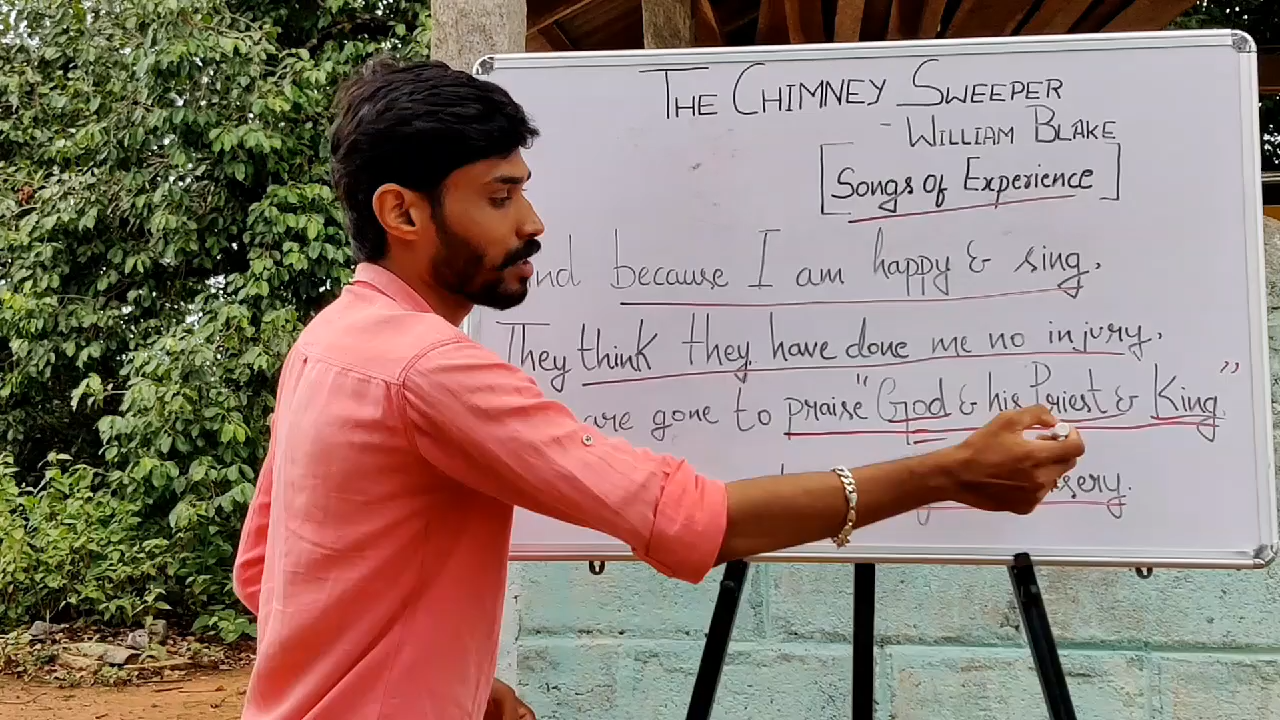 THE CHIMNEY SWEEPER
- WILLIAM BLAKE
[Songs of Experience]
nd because I am happy & sing,
They think they have done me no injury,
are gone to praise "God & his Priest & King"
sery.